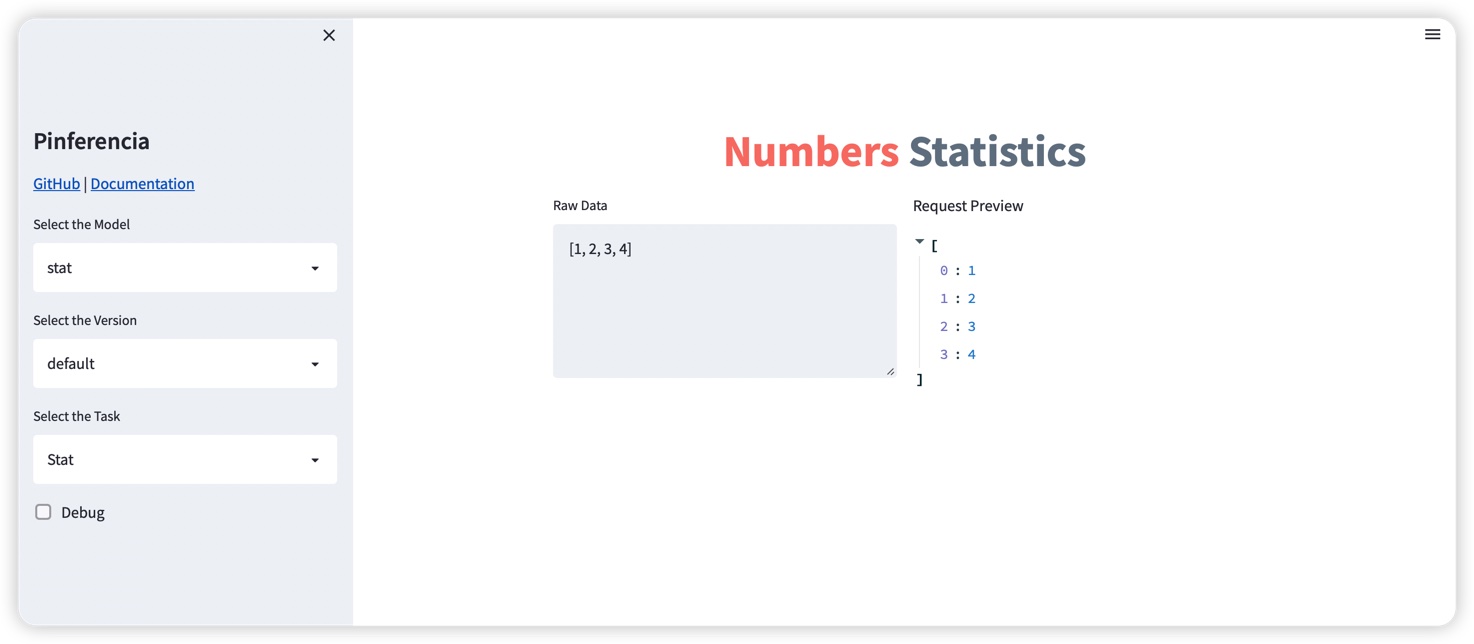 Pinferencia
GitHub | Documentation
Select the Model
stat
Select the Version
default
Select the Task
Stat
Debug
Numbers Statistics
Raw Data
[1, 2, 3, 4]
Request Preview
[
0 : 1
1 : 2
2 : 3
3 : 4
]